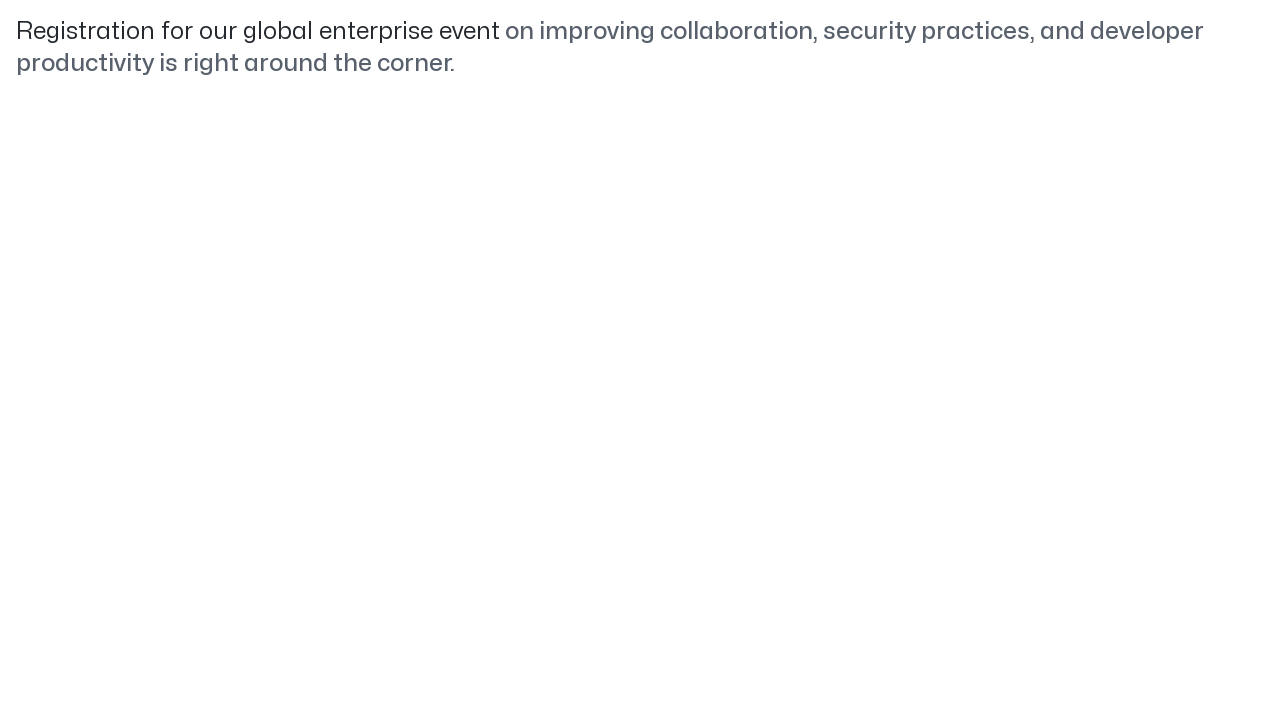 Registration for our global enterprise event on improving collaboration, security practices, and developer
productivity is right around the corner.